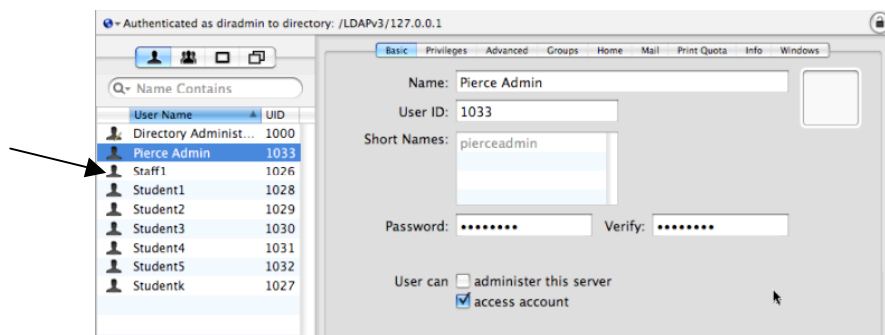 Authenticated as diradmin to directory: /LDAPv3/127.0.0.1
Basic Privileges Advanced Groups Home Mail Print Quota Info Windows
Name Contains
User Name UID
Directory Administ... 1000
Pierce Admin 1033
Staff1 1026
Student1 1028
Student2 1029
Student3 1030
Student4 1031
Student5 1032
Studentk 1027
Name: Pierce Admin
User ID: 1033
Short Names: pierceadmin
Password: •••••••• Verify: ••••••••
User can administer this server
access account